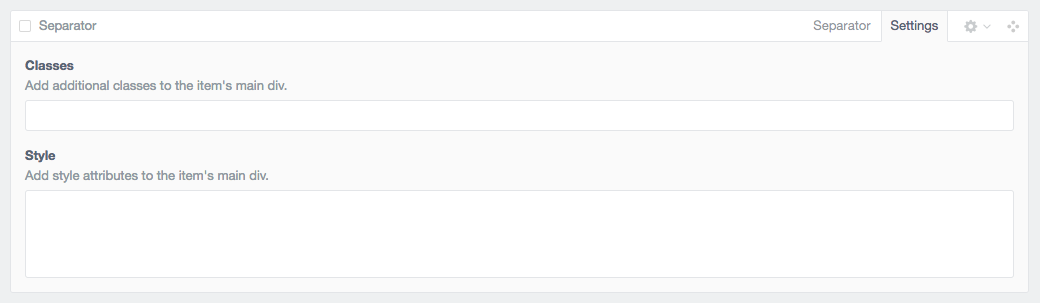 Separator Separator Settings
Classes
Add additional classes to the item's main div.
Style
Add style attributes to the item's main div.